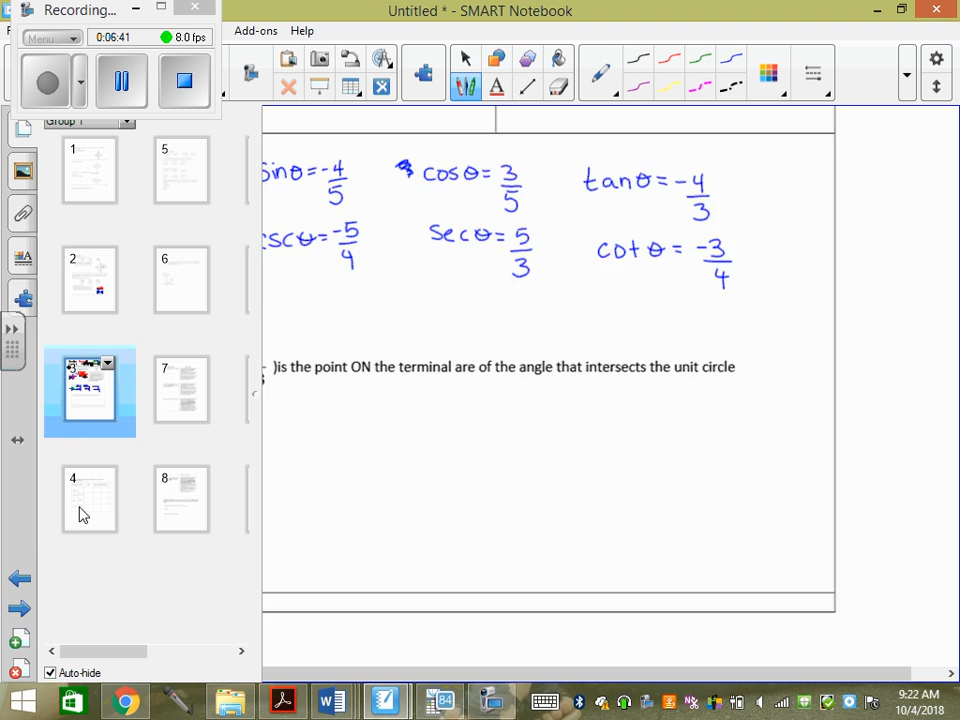 Untitled * - SMART Notebook
Recording...
Menu
0:06:41
8.0 fps
Add-ons
Help
Group 1
1
5
2
6
3
7
4
8
sinθ = -4/5
cosθ = 3/5
tanθ = -4/3
cscθ = -5/4
secθ = 5/3
cot θ = -3/4
)is the point ON the terminal are of the angle that intersects the unit circle
Auto-hide
9:22 AM
10/4/2018